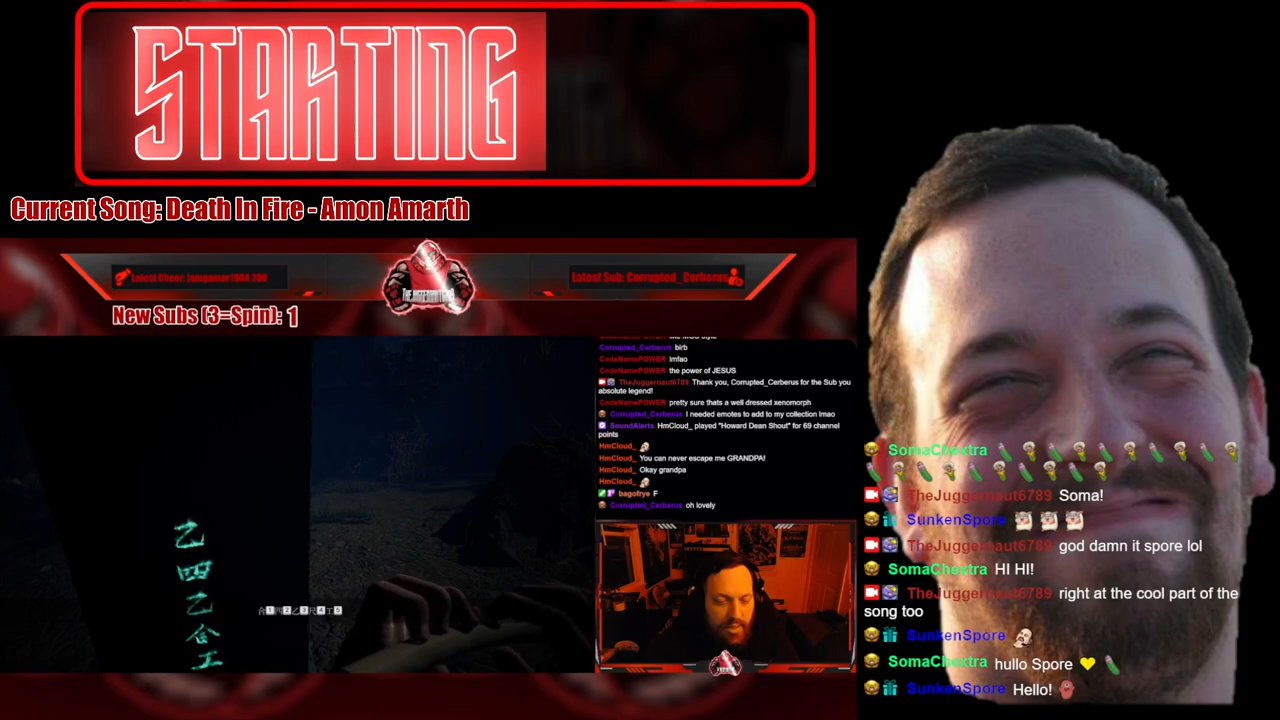 STARTING
Current Song: Death In Fire - Amon Amarth
Latest Sub: Corrupted_Cerberus
New Subs (3=Spin): 1
Corrupted_Cerberus birb
CodeNamePOWER lmfao
CodeNamePOWER the power of JESUS
TheJuggernaut6789 Thank you, Corrupted_Cerberus for the Sub you
absolute legend!
CodeNamePOWER pretty sure thats a well dressed xenomorph
Corrupted_Cerberus I needed emotes to add to my collection lmao
SoundAlerts HmCloud_ played "Howard Dean Shout" for 69 channel
points
HmCloud_
HmCloud_ You can never escape me GRANDPA!
HmCloud_ Okay grandpa
HmCloud_
bagofrye F
Corrupted_Cerberus oh lovely
乙
四
乙
合
工
SomaChextra
TheJuggernaut6789 Soma!
SunkenSpore
TheJuggernaut6789 god damn it spore lol
SomaChextra HI HI!
TheJuggernaut6789 right at the cool part of the
song too
SunkenSpore
SomaChextra hullo Spore
SunkenSpore Hello!